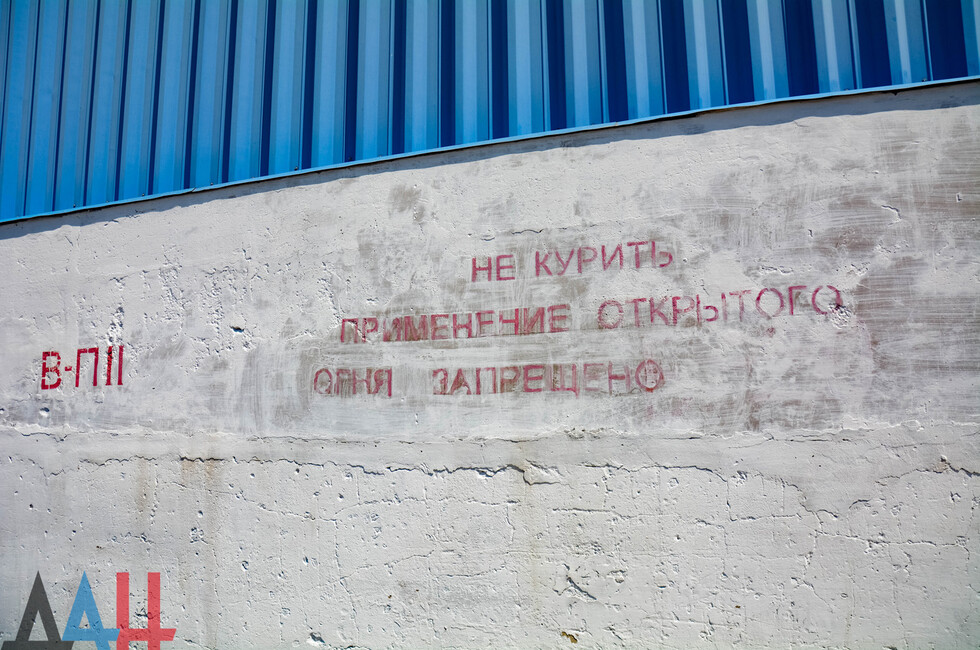 НЕ КУРИТЬ
ПРИМЕНЕНИЕ ОТКРЫТОГО
ОГНЯ ЗАПРЕЩЕНО
В-ПII
ДАН